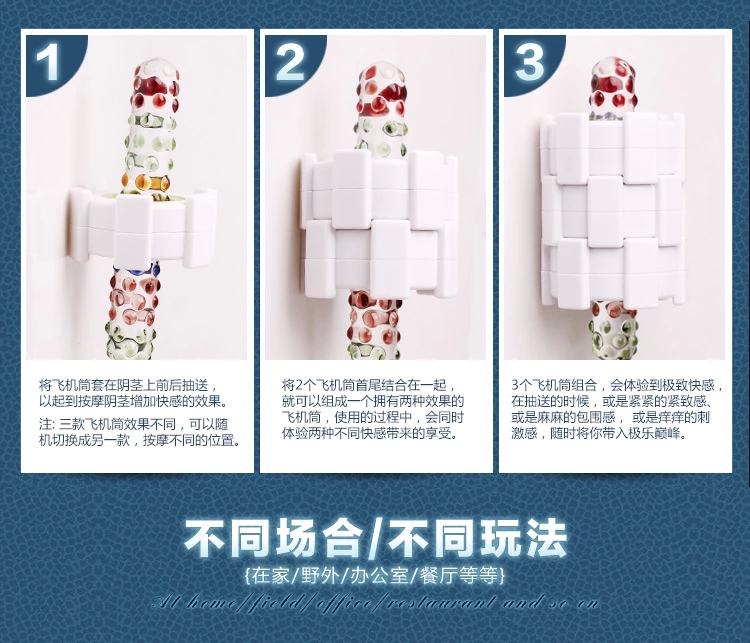 1
将飞机筒套在阴茎上前后抽送，
以起到按摩阴茎增加快感的效果。
注: 三款飞机筒效果不同，可以随
机切换成另一款，按摩不同的位置。
2
将2个飞机筒首尾结合在一起，
就可以组成一个拥有两种效果的
飞机筒，使用的过程中，会同时
体验两种不同快感带来的享受。
3
3个飞机筒组合，会体验到极致快感，
在抽送的时候，或是紧紧的紧致感、
或是麻麻的包围感， 或是痒痒的刺
激感，随时将你带入极乐巅峰。
不同场合/不同玩法
{在家/野外/办公室/餐厅等等}
At home//field//office//restaurant and so on